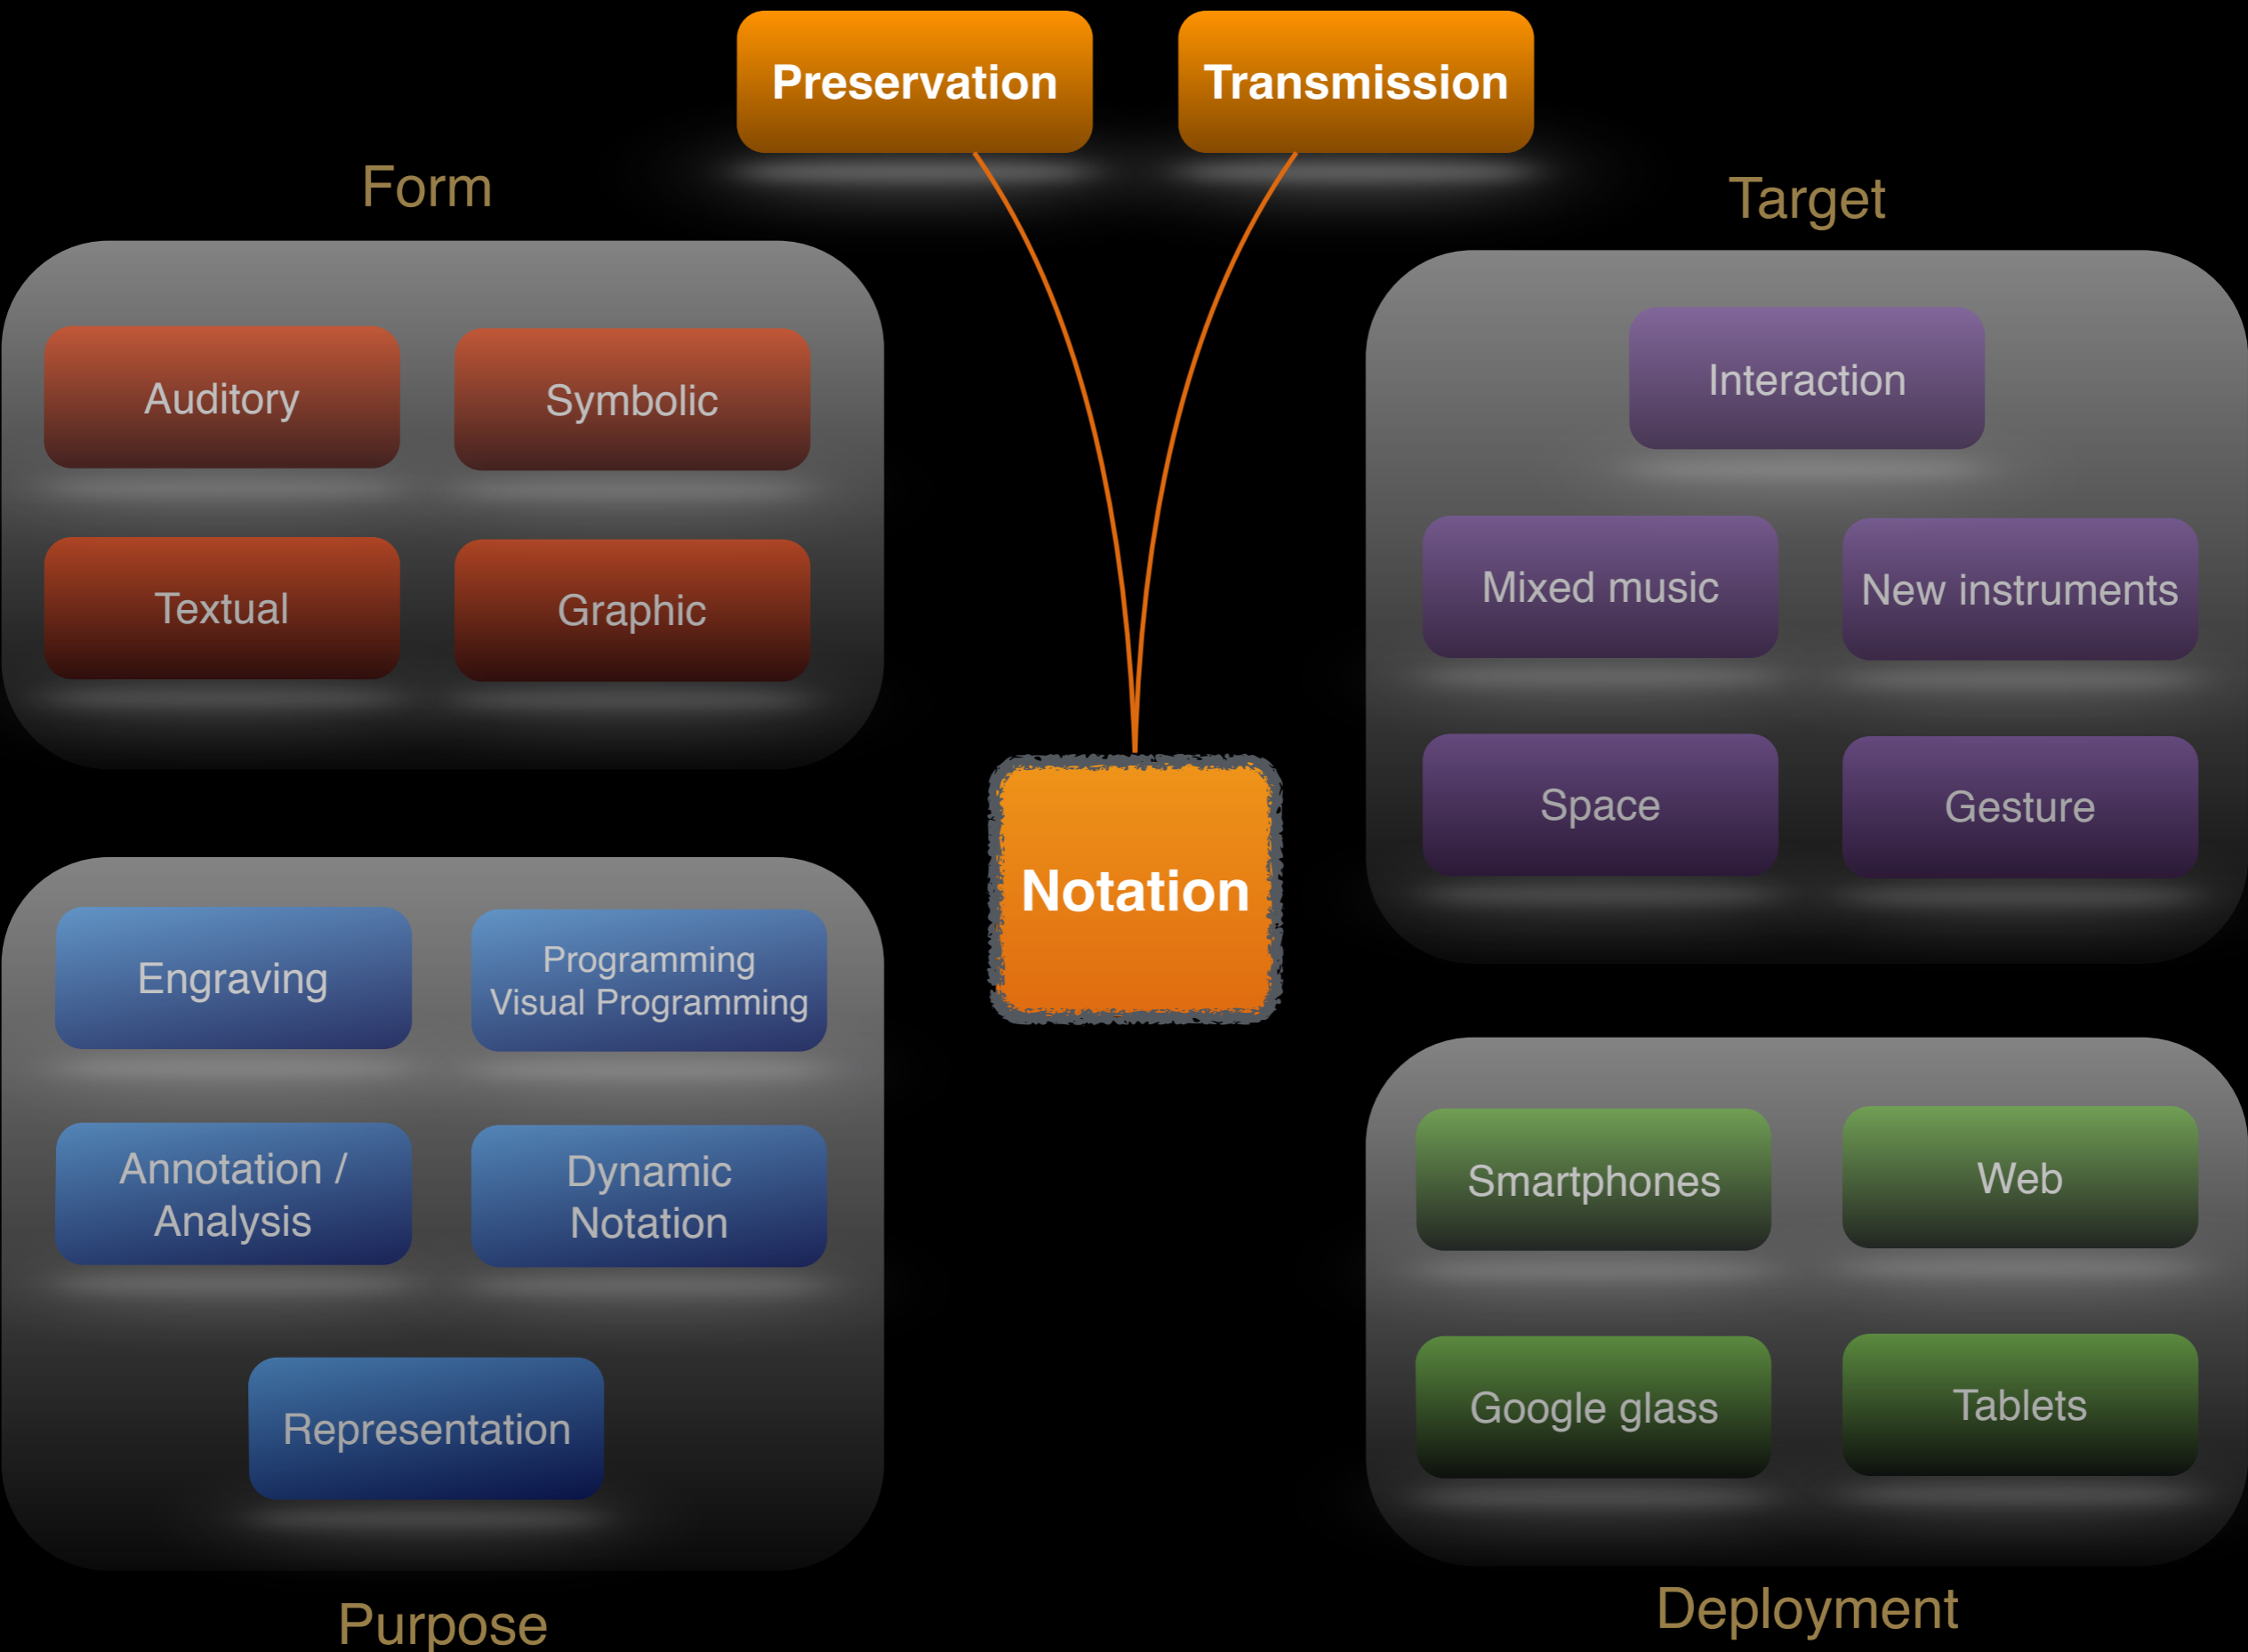 Preservation
Transmission
Form
Auditory
Symbolic
Textual
Graphic
Target
Interaction
Mixed music
New instruments
Space
Gesture
Notation
Engraving
Programming
Visual Programming
Annotation /
Analysis
Dynamic
Notation
Representation
Purpose
Smartphones
Web
Google glass
Tablets
Deployment